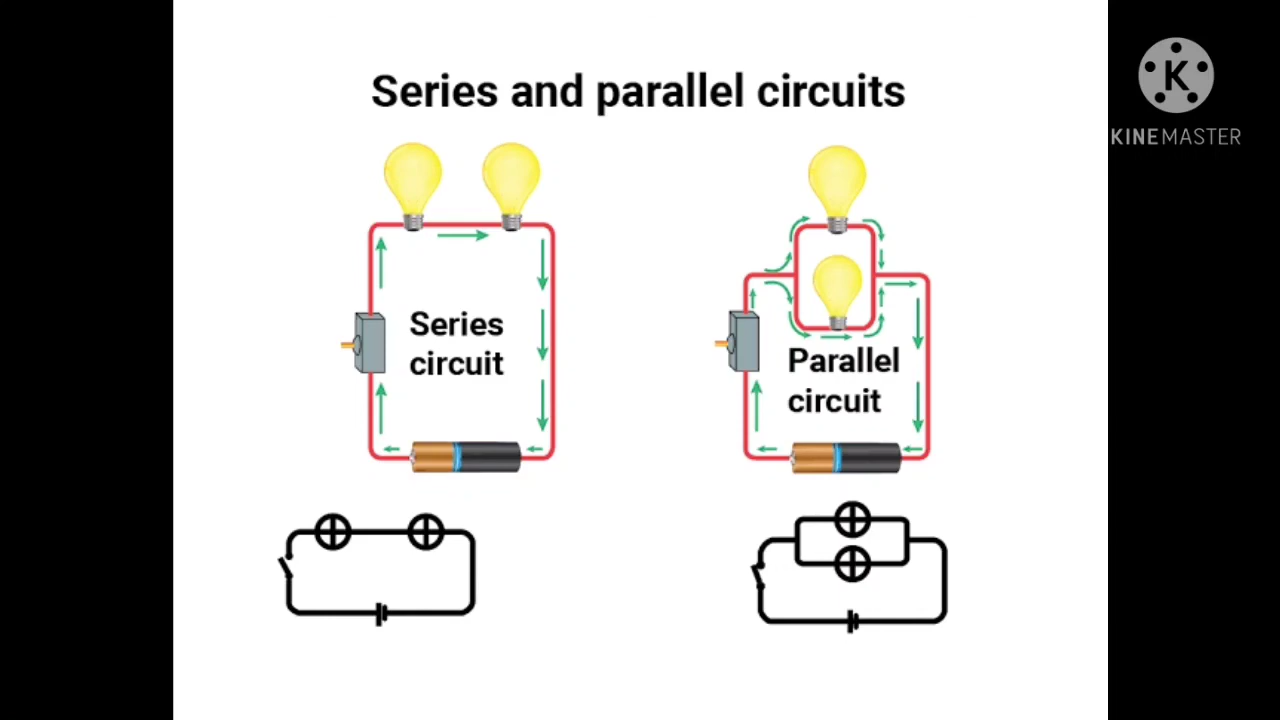 Series and parallel circuits
K
KINEMASTER
Series
circuit
Parallel
circuit